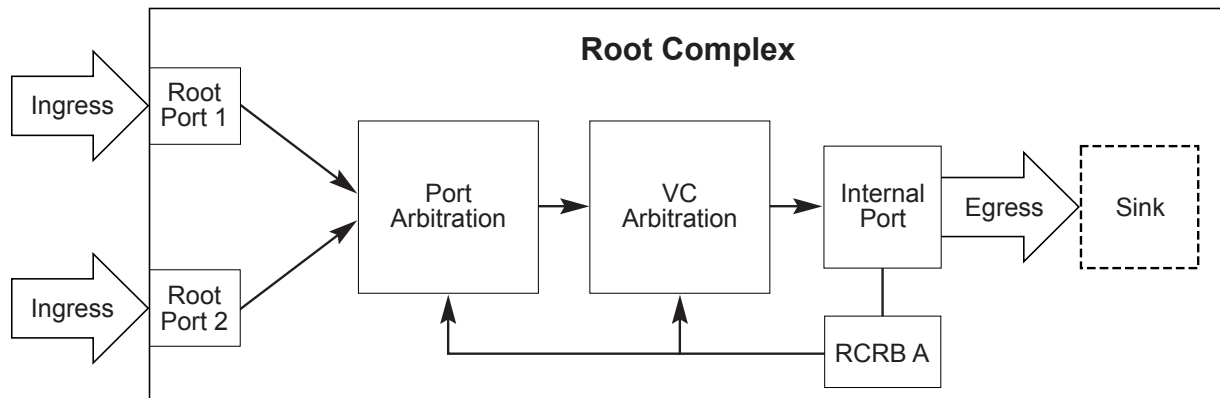 Root Complex
Ingress
Root
Port 1
Port
Arbitration
VC
Arbitration
Internal
Port
Egress
Sink
Ingress
Root
Port 2
RCRB A